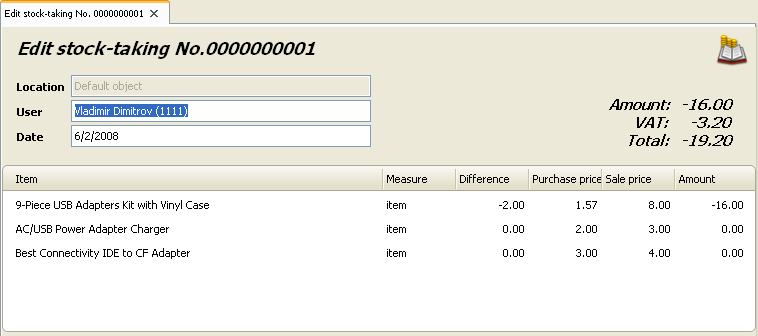 Edit stock-taking No. 0000000001
Edit stock-taking No.0000000001
Location Default object
User Vladimir Dimitrov (1111) Amount: -16.00
VAT: -3.20
Date 6/2/2008 Total: -19.20
Item Measure Difference Purchase price Sale price Amount
9-Piece USB Adapters Kit with Vinyl Case item -2.00 1.57 8.00 -16.00
AC/USB Power Adapter Charger item 0.00 2.00 3.00 0.00
Best Connectivity IDE to CF Adapter item 0.00 3.00 4.00 0.00